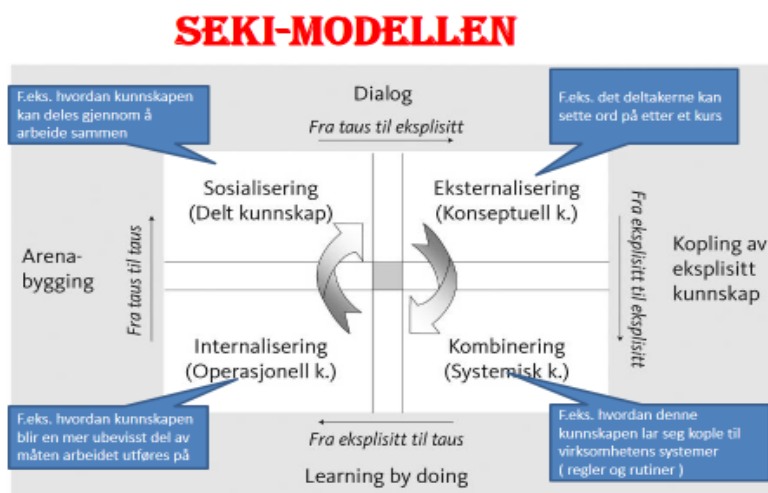 SEKI-MODELLEN
F.eks. hvordan kunnskapen
kan deles gjennom å
arbeide sammen
Dialog
Fra taus til eksplisitt
F.eks. det deltakerne kan
sette ord på etter et kurs
Sosialisering
(Delt kunnskap)
Eksternalisering
(Konseptuell k.)
Arena-
bygging
Fra taus til taus
Fra eksplisitt til eksplisitt
Kopling av
eksplisitt
kunnskap
Internalisering
(Operasjonell k.)
Kombinering
(Systemisk k.)
F.eks. hvordan kunnskapen
blir en mer ubevisst del av
måten arbeidet utføres på
Fra eksplisitt til taus
Learning by doing
F.eks. hvordan denne
kunnskapen lar seg kople til
virksomhetens systemer
( regler og rutiner )